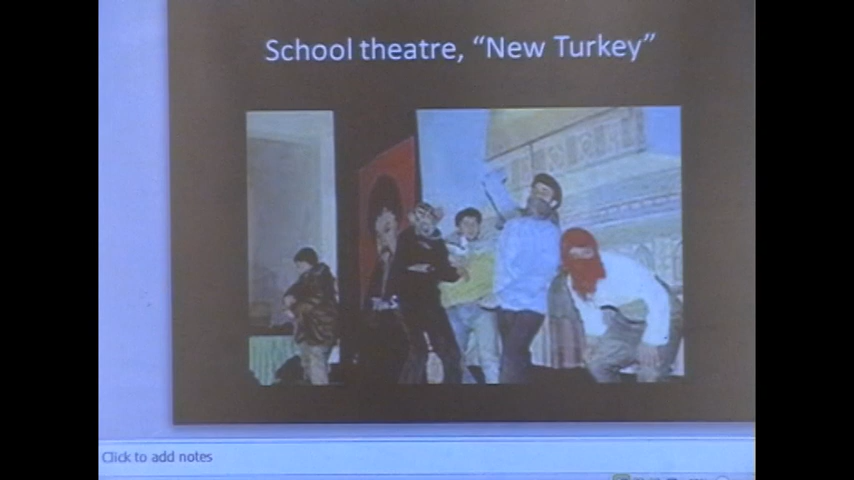 School theatre, “New Turkey”
Click to add notes